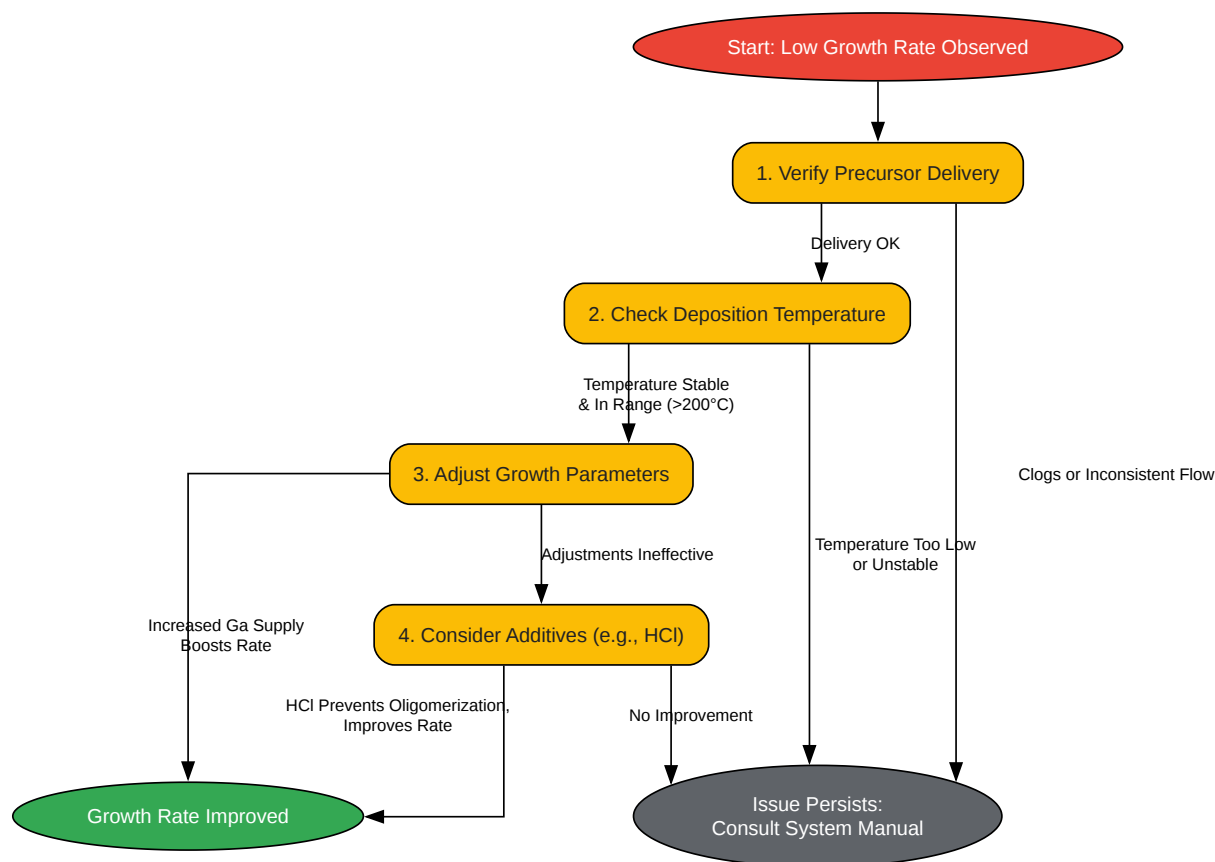 Start: Low Growth Rate Observed
1. Verify Precursor Delivery
Delivery OK
2. Check Deposition Temperature
Temperature Stable
& In Range (>200°C)
3. Adjust Growth Parameters
Clogs or Inconsistent Flow
Adjustments Ineffective
Temperature Too Low
or Unstable
Increased Ga Supply
Boosts Rate
4. Consider Additives (e.g., HCl)
HCl Prevents Oligomerization,
Improves Rate
No Improvement
Growth Rate Improved
Issue Persists:
Consult System Manual